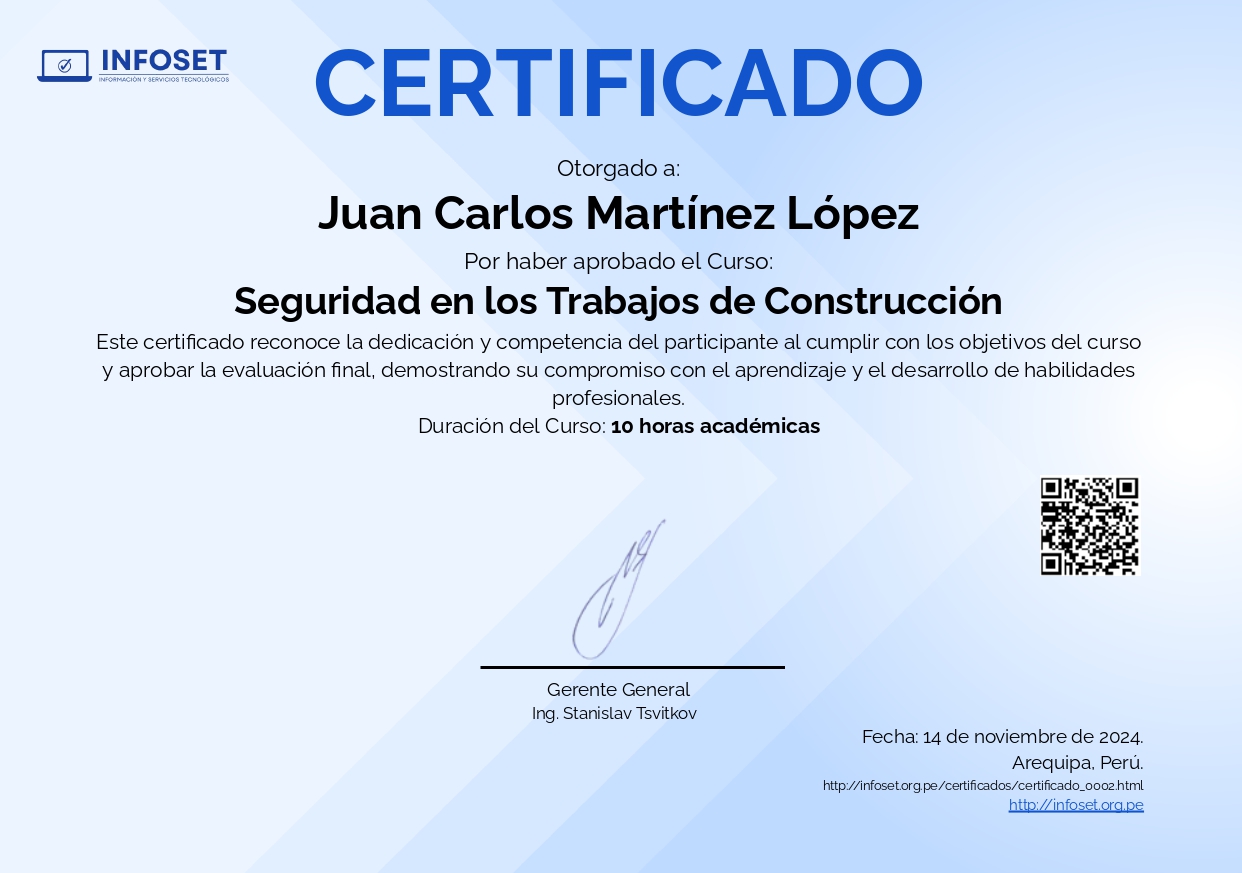 INFOSET
INFORMACIÓN Y SERVICIOS TECNOLÓGICOS
CERTIFICADO
Otorgado a:
Juan Carlos Martínez López
Por haber aprobado el Curso:
Seguridad en los Trabajos de Construcción
Este certificado reconoce la dedicación y competencia del participante al cumplir con los objetivos del curso
y aprobar la evaluación final, demostrando su compromiso con el aprendizaje y el desarrollo de habilidades
profesionales.
Duración del Curso: 10 horas académicas
Gerente General
Ing. Stanislav Tsvitkov
Fecha: 14 de noviembre de 2024.
Arequipa, Perú.
http://infoset.org.pe/certificados/certificado_0002.html
http://infoset.org.pe